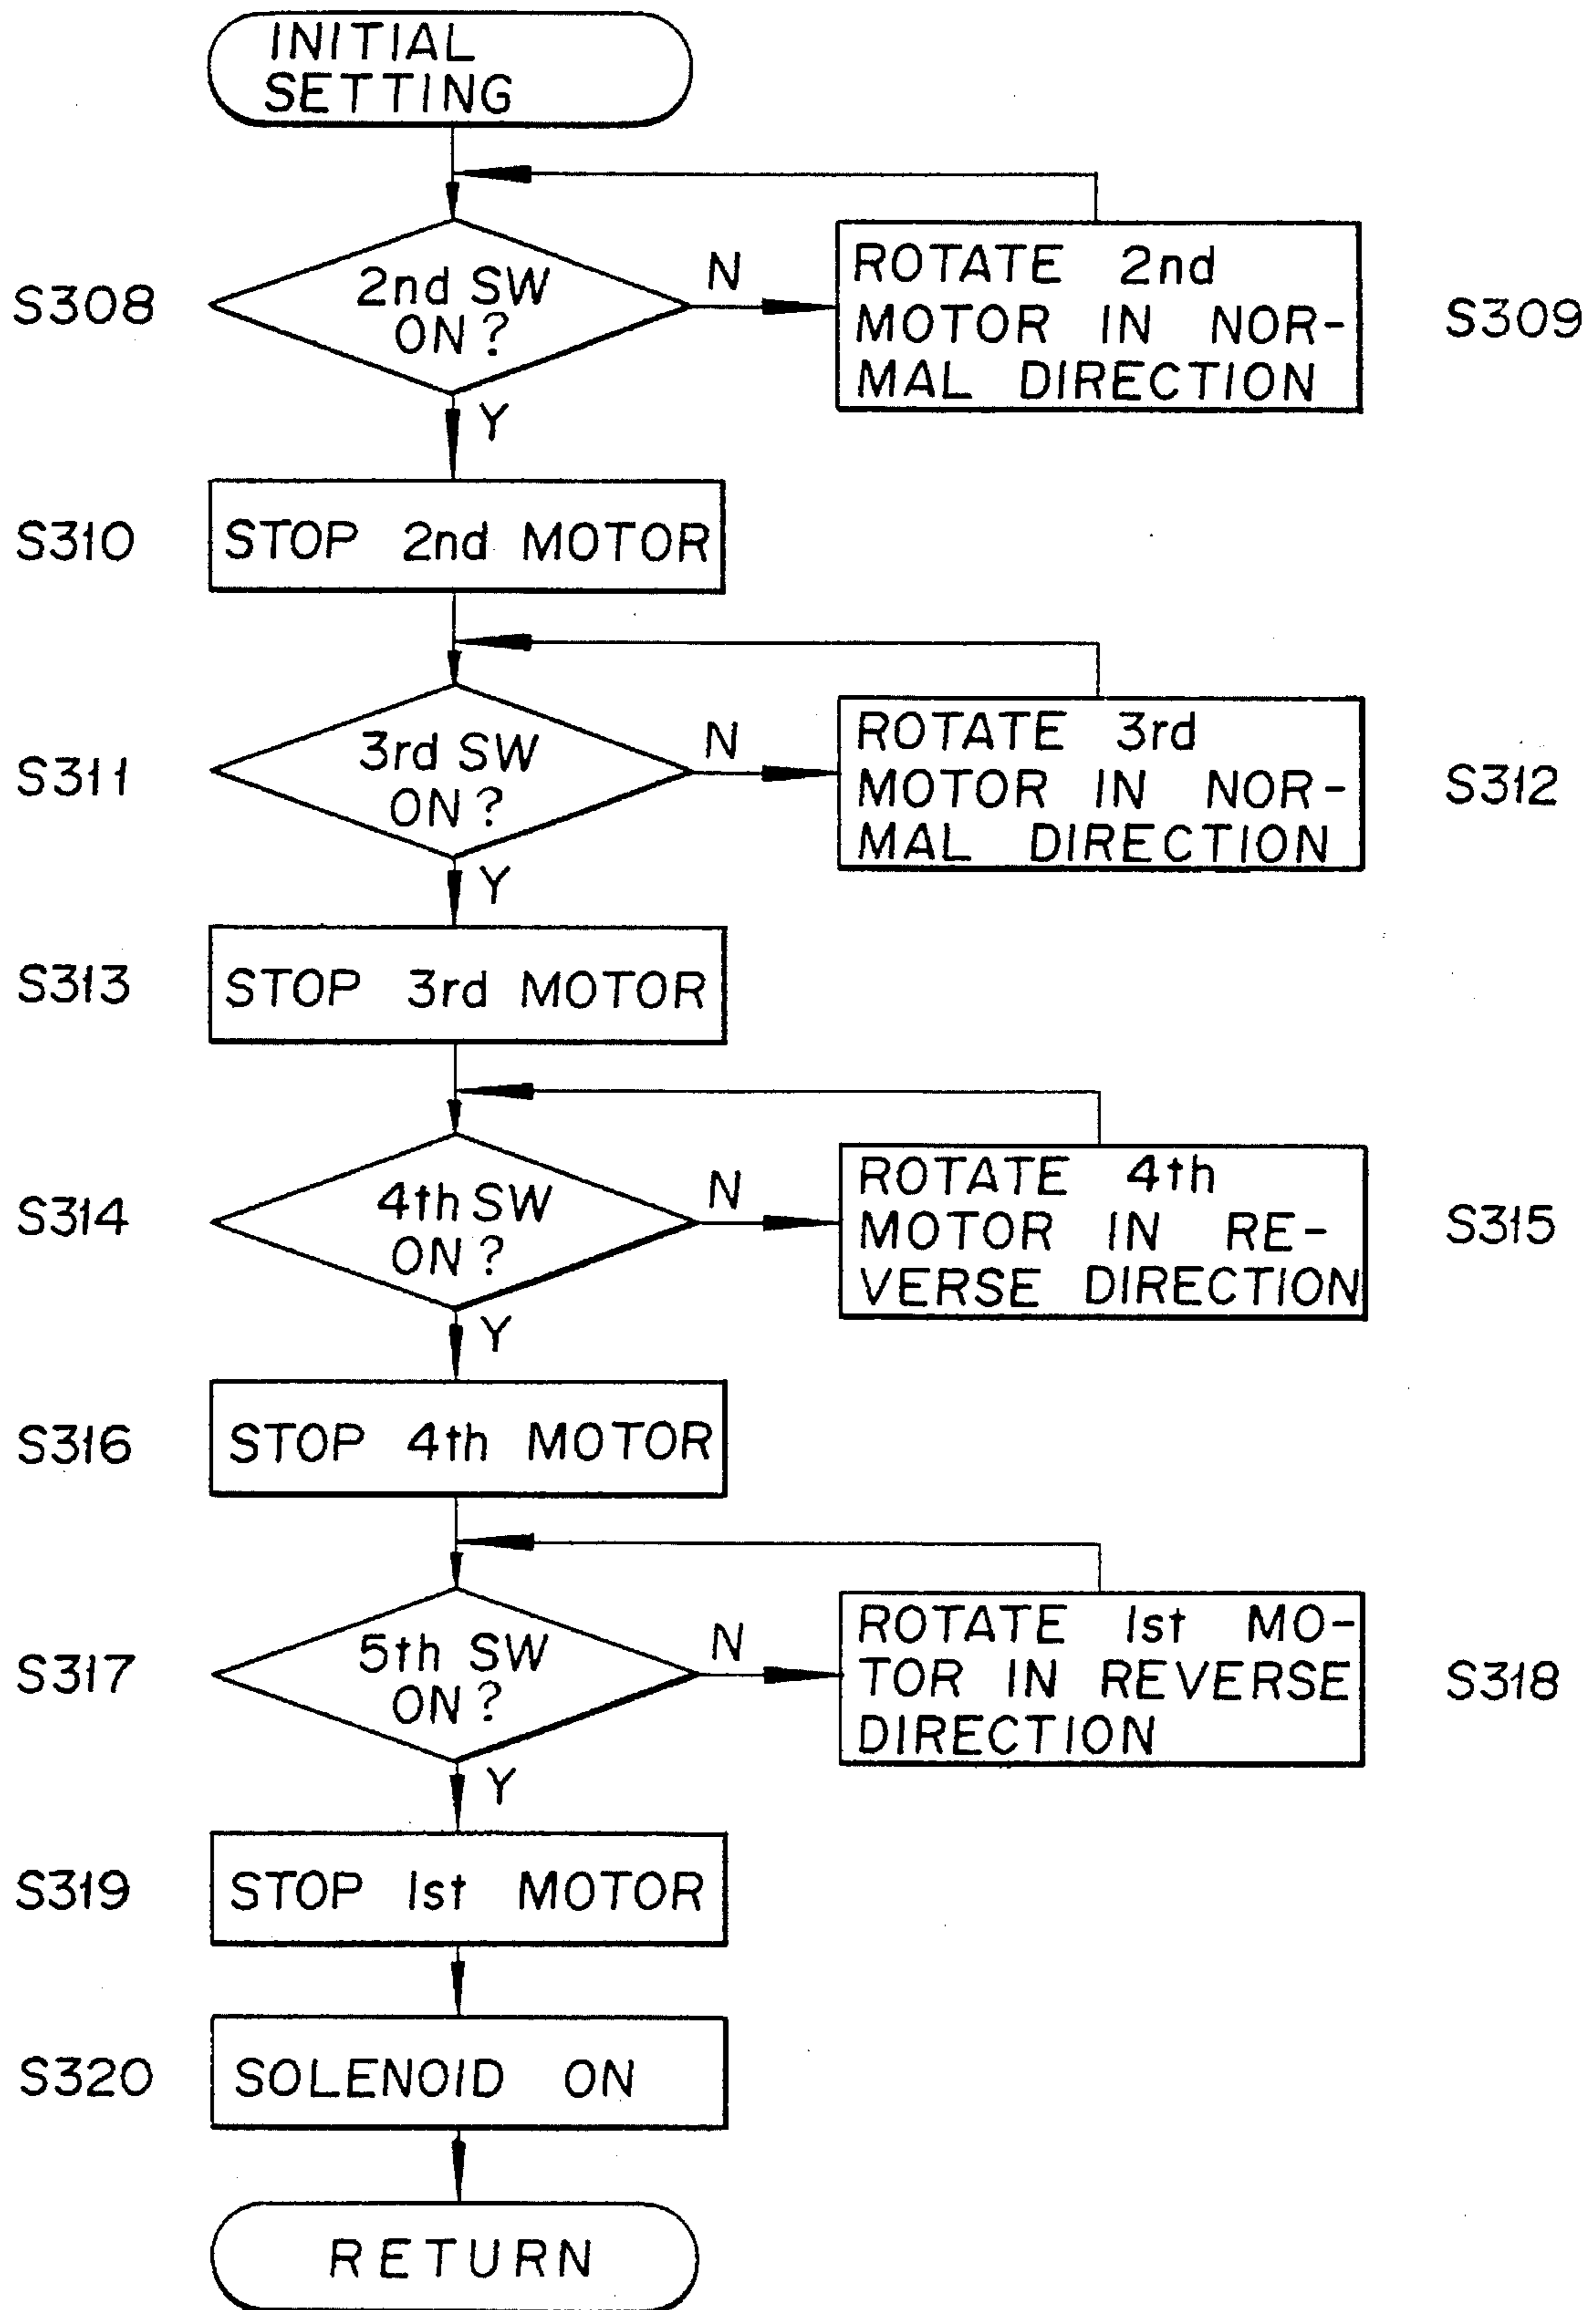 INITIAL
SETTING
S308
2nd SW
ON?
N
ROTATE 2nd
MOTOR IN NOR-
MAL DIRECTION
S309
Y
S310
STOP 2nd MOTOR
S311
3rd SW
ON?
N
ROTATE 3rd
MOTOR IN NOR-
MAL DIRECTION
S312
Y
S313
STOP 3rd MOTOR
S314
4th SW
ON?
N
ROTATE 4th
MOTOR IN RE-
VERSE DIRECTION
S315
Y
S316
STOP 4th MOTOR
S317
5th SW
ON?
N
ROTATE 1st MO-
TOR IN REVERSE
DIRECTION
S318
Y
S319
STOP 1st MOTOR
S320
SOLENOID ON
RETURN